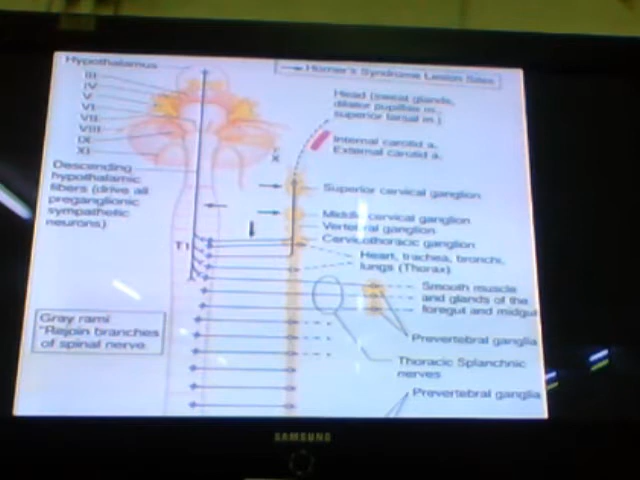 Hypothalamus
III
IV
V
VI
VII
VIII
IX
XI
Descending
hypothalamic
fibers (drive all
preganglionic
sympathetic
neurons)
T1
Gray rami
"Rejoin branches
of spinal nerve
Horner's Syndrome Lesion Sites
Head (sweat glands,
dilator pupillae m.,
superior tarsal m.)
Internal carotid a.
External carotid a.
X
Superior cervical ganglion
Middle cervical ganglion
Vertebral ganglion
Cervicothoracic ganglion
Heart, trachea, bronchi,
lungs (Thorax)
Smooth muscle
and glands of the
foregut and midgut
Prevertebral ganglia
Thoracic Splanchnic
nerves
Prevertebral ganglia
SAMSUNG